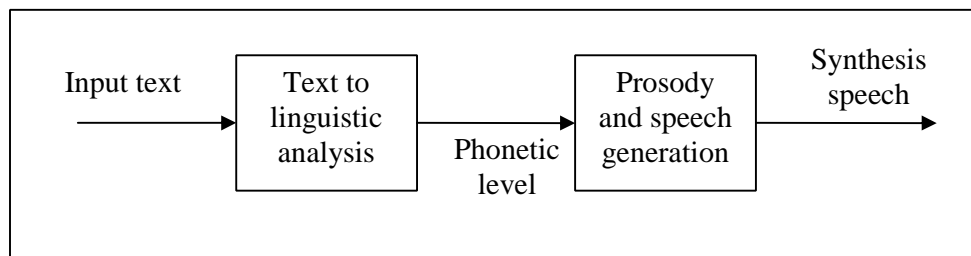 Input text
Text to
linguistic
analysis
Phonetic
level
Prosody
and speech
generation
Synthesis
speech